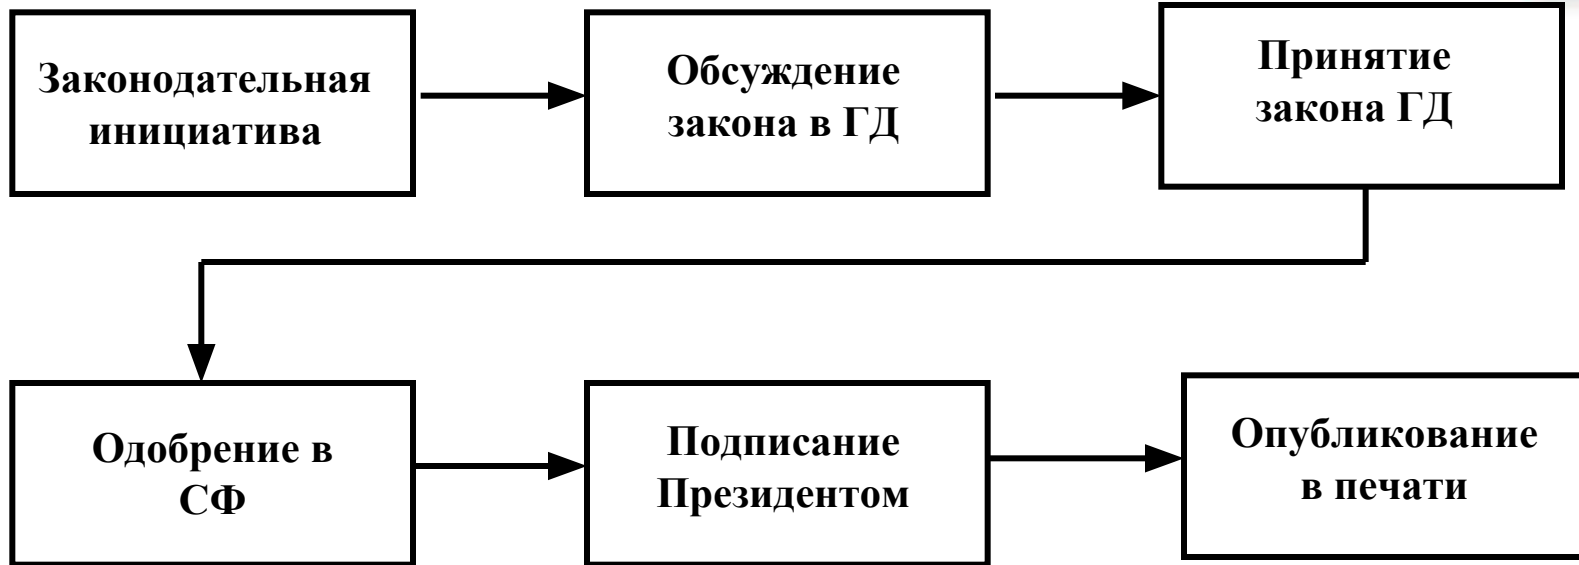 Законодательная
инициатива
Обсуждение
закона в ГД
Принятие
закона ГД
Одобрение в
СФ
Подписание
Президентом
Опубликование
в печати